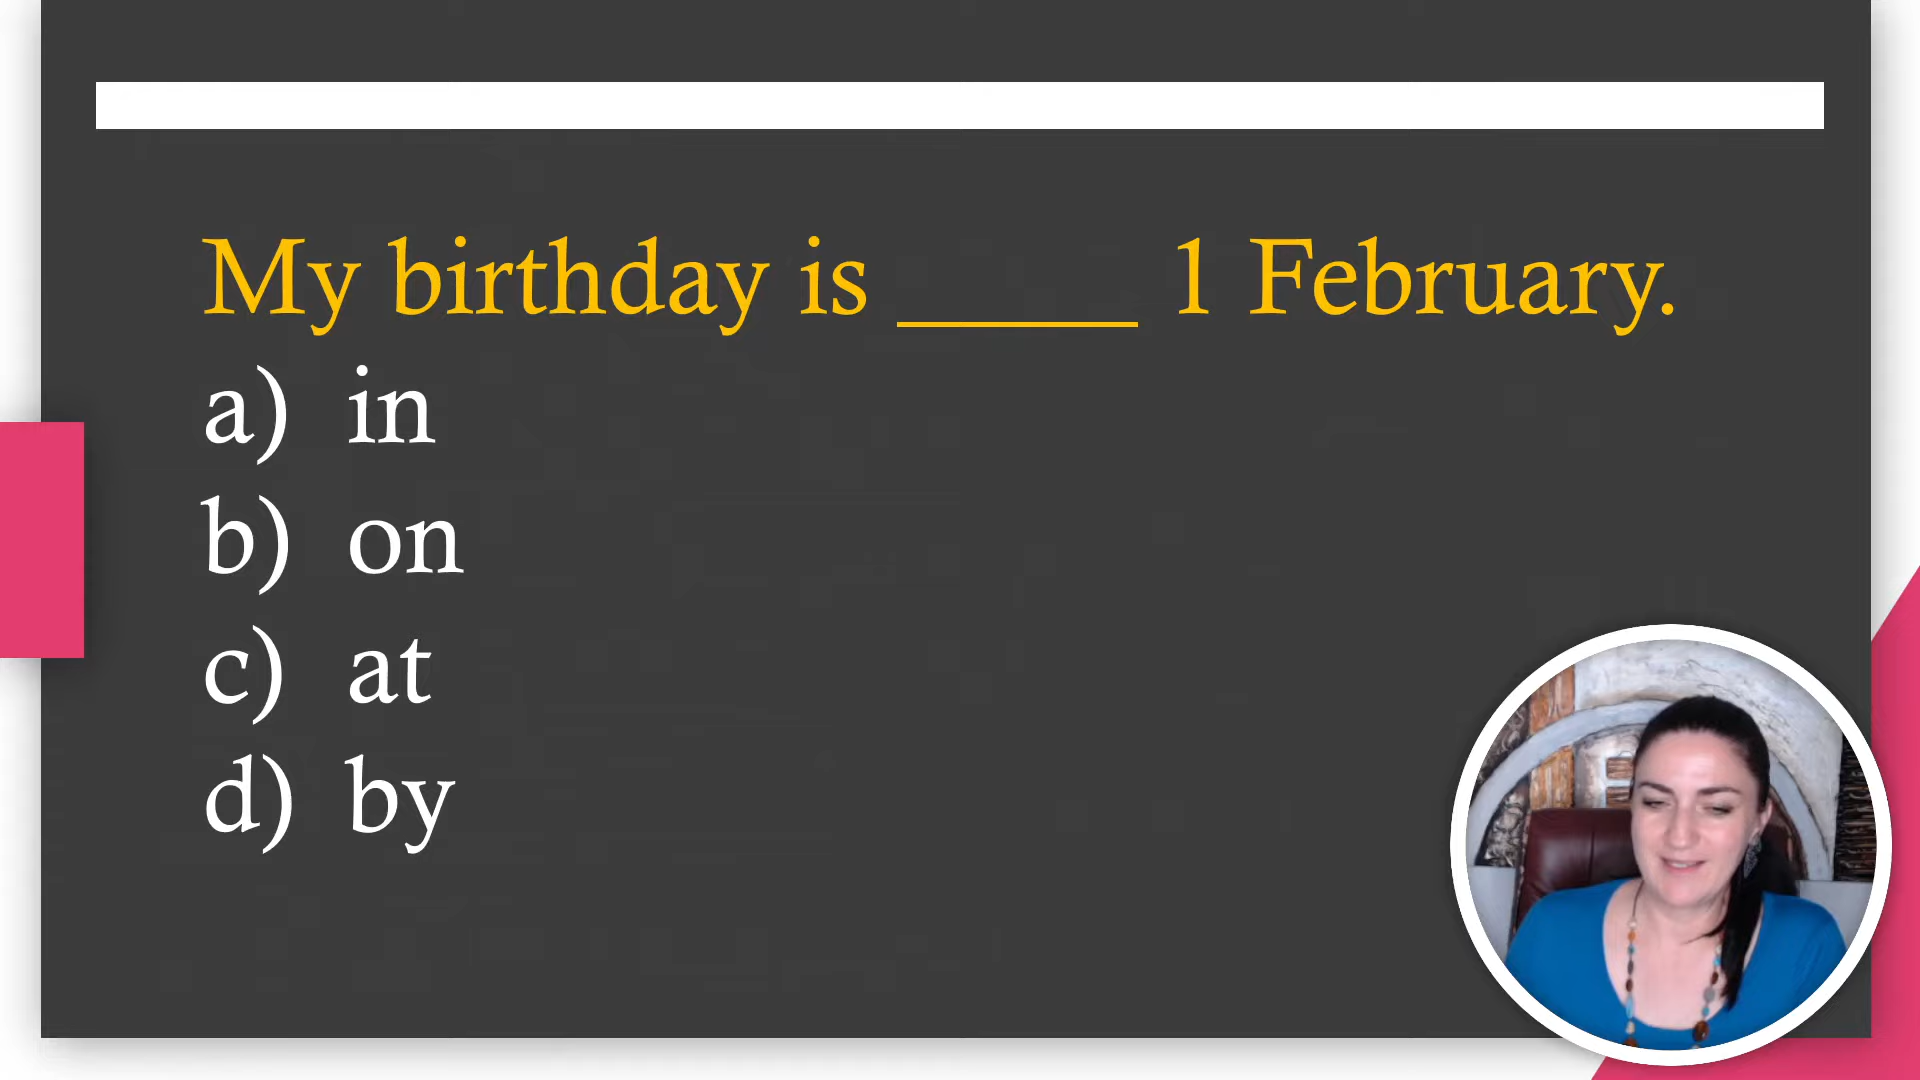 My birthday is _____ 1 February.
a) in
b) on
c) at
d) by